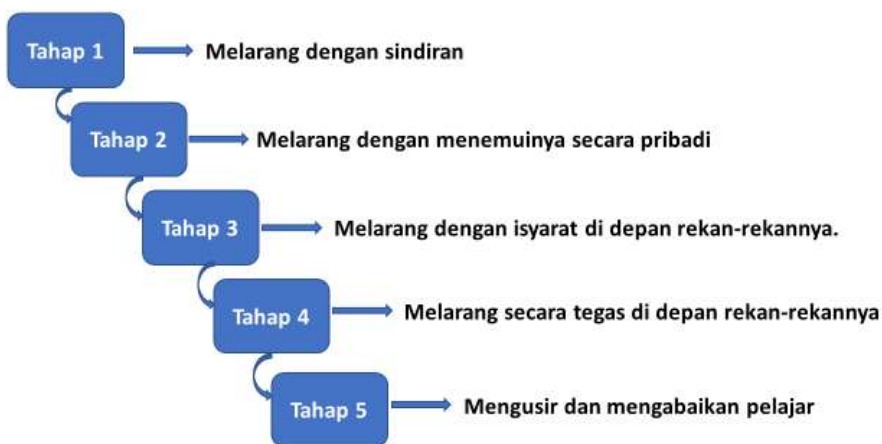 Tahap 1 Melarang dengan sindiran
Tahap 2 Melarang dengan menemuinya secara pribadi
Tahap 3 Melarang dengan isyarat di depan rekan-rekannya.
Tahap 4 Melarang secara tegas di depan rekan-rekannya
Tahap 5 Mengusir dan mengabaikan pelajar